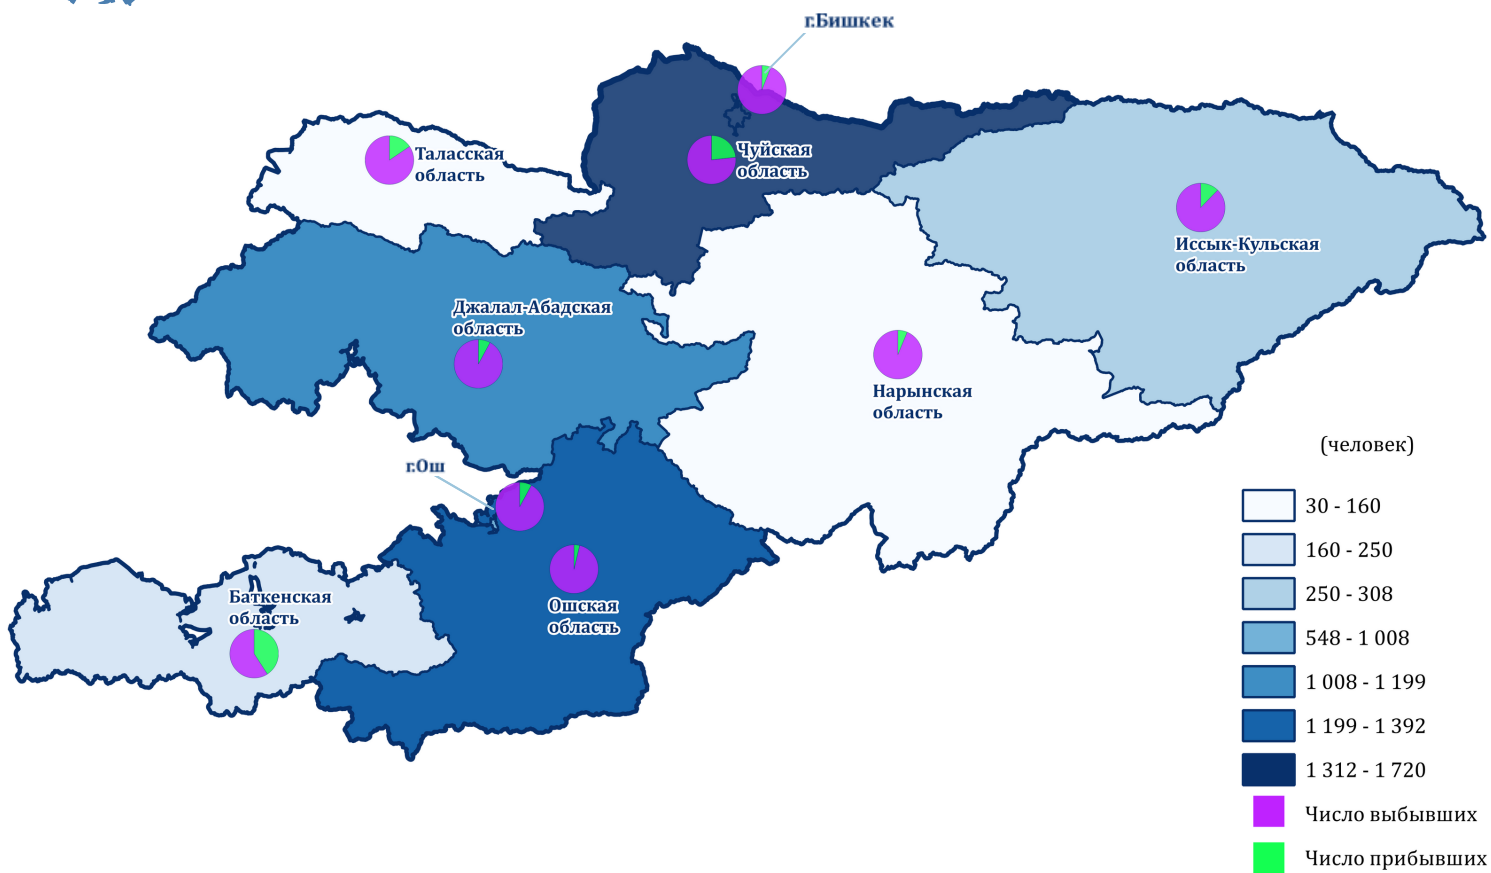 г.Бишкек
Таласская
область
Чуйская
область
Иссык-Кульская
область
Джалал-Абадская
область
Нарынская
область
г.Ош
Баткенская
область
Ошская
область
(человек)
30 - 160
160 - 250
250 - 308
548 - 1 008
1 008 - 1 199
1 199 - 1 392
1 312 - 1 720
Число выбывших
Число прибывших